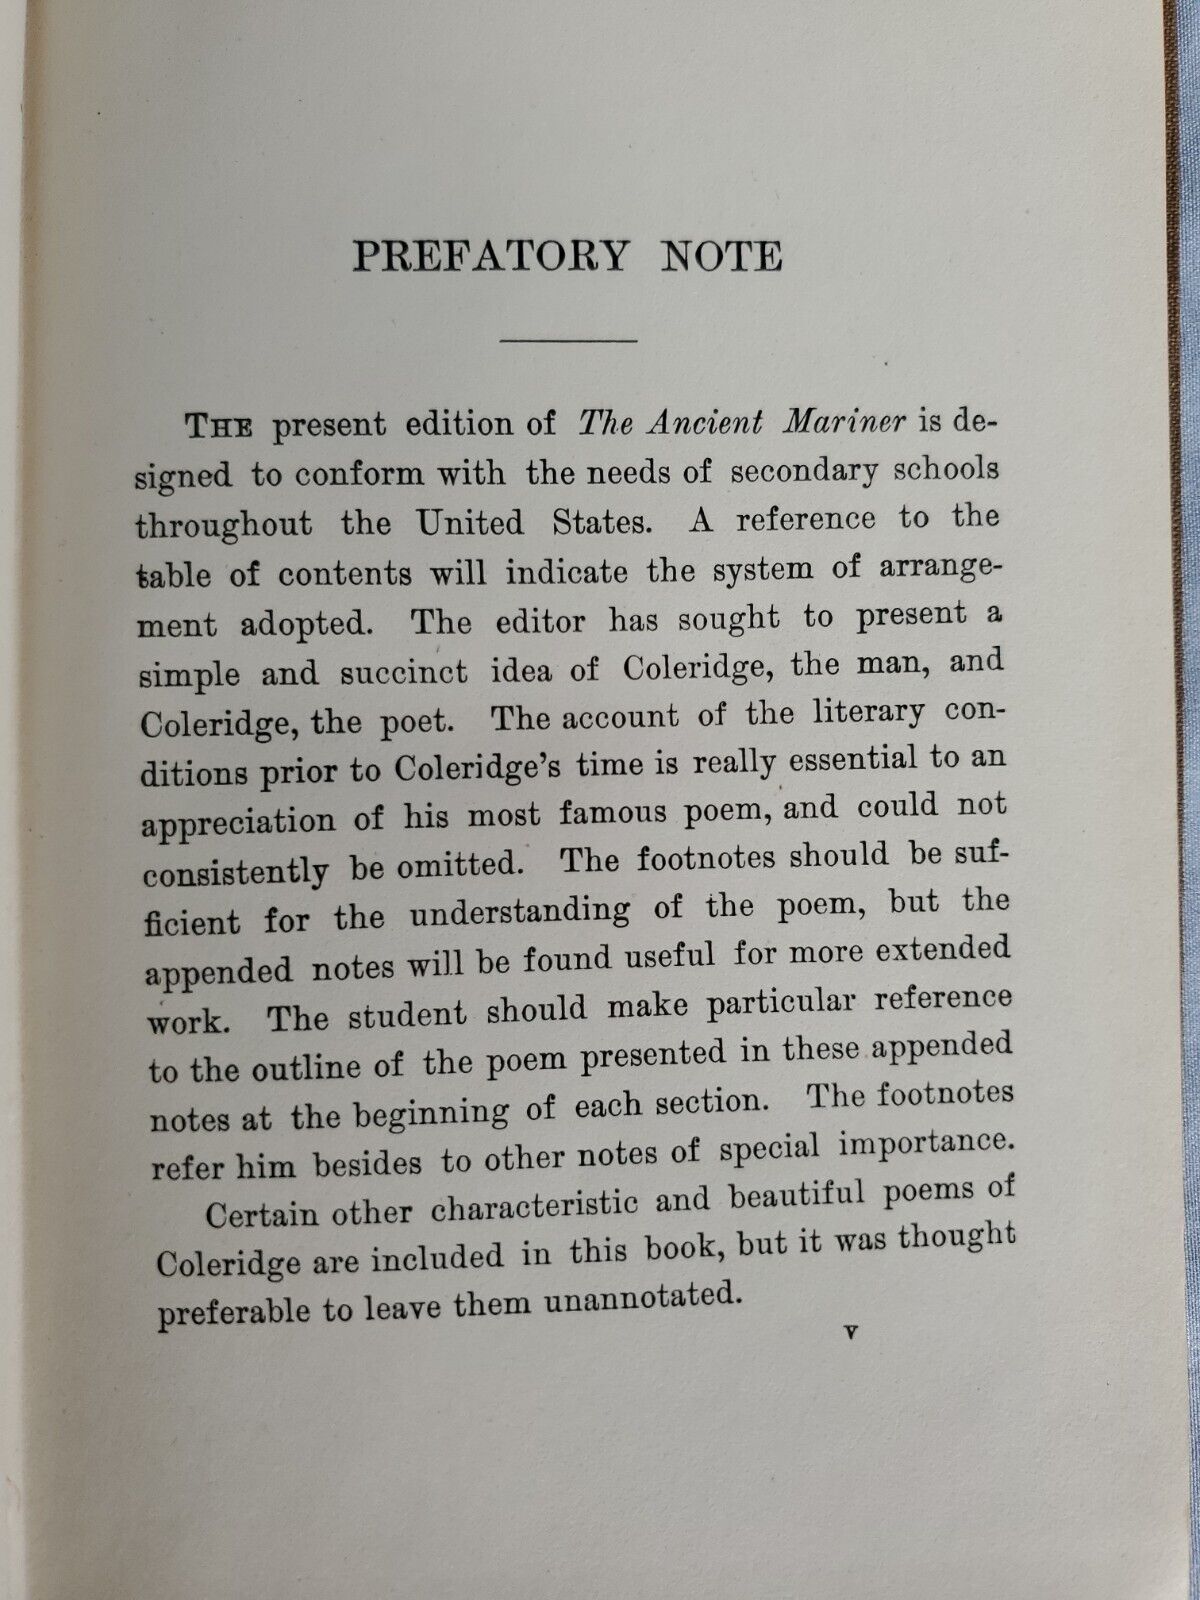 PREFATORY NOTE
THE present edition of The Ancient Mariner is de-
signed to conform with the needs of secondary schools
throughout the United States. A reference to the
table of contents will indicate the system of arrange-
ment adopted. The editor has sought to present a
simple and succinct idea of Coleridge, the man, and
Coleridge, the poet. The account of the literary con-
ditions prior to Coleridge's time is really essential to an
appreciation of his most famous poem, and could not
consistently be omitted. The footnotes should be suf-
ficient for the understanding of the poem, but the
appended notes will be found useful for more extended
work. The student should make particular reference
to the outline of the poem presented in these appended
notes at the beginning of each section. The footnotes
refer him besides to other notes of special importance.
Certain other characteristic and beautiful poems of
Coleridge are included in this book, but it was thought
preferable to leave them unannotated.
v